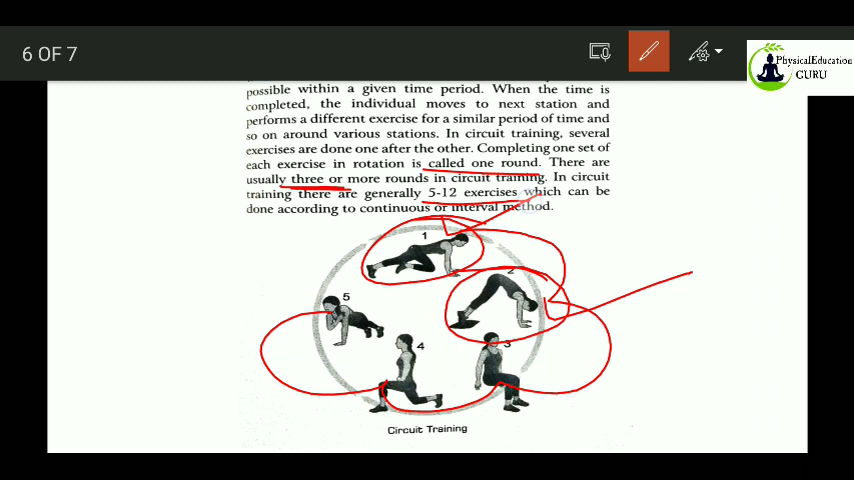 6 OF 7
PhysicalEducation
GURU
possible within a given time period. When the time is
completed, the individual moves to next station and
performs a different exercise for a similar period of time and
so on around various stations. In circuit training, several
exercises are done one after the other. Completing one set of
each exercise in rotation is called one round. There are
usually three or more rounds in circuit training. In circuit
training there are generally 5-12 exercises which can be
done according to continuous or interval method.
1
2
5
4
3
Circuit Training